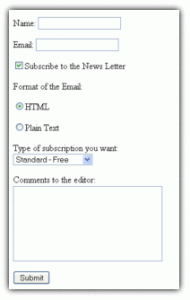 Name:
Email:
Subscribe to the News Letter
Format of the Email:
HTML
Plain Text
Type of subscription you want:
Standard - Free
Comments to the editor:
Submit